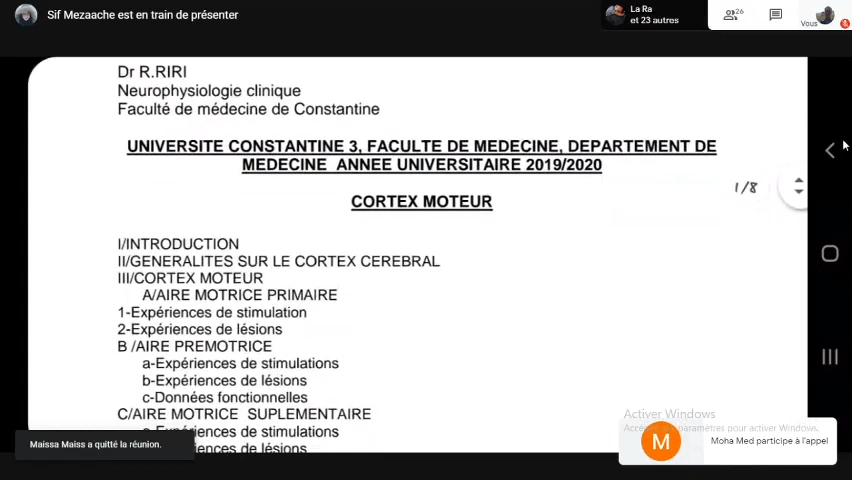 Sif Mezaache est en train de présenter
La Ra
et 23 autres
26
Vous
Dr R.RIRI
Neurophysiologie clinique
Faculté de médecine de Constantine
UNIVERSITE CONSTANTINE 3, FACULTE DE MEDECINE, DEPARTEMENT DE
MEDECINE ANNEE UNIVERSITAIRE 2019/2020
1/8
CORTEX MOTEUR
I/INTRODUCTION
II/GENERALITES SUR LE CORTEX CEREBRAL
III/CORTEX MOTEUR
A/AIRE MOTRICE PRIMAIRE
1-Expériences de stimulation
2-Expériences de lésions
B /AIRE PREMOTRICE
a-Expériences de stimulations
b-Expériences de lésions
c-Données fonctionnelles
C/AIRE MOTRICE SUPLEMENTAIRE
de stimulations
de lésions
Activer Windows
paramètres pour activer Windows.
Maissa Maiss a quitté la réunion.
M
Moha Med participe à l'appel